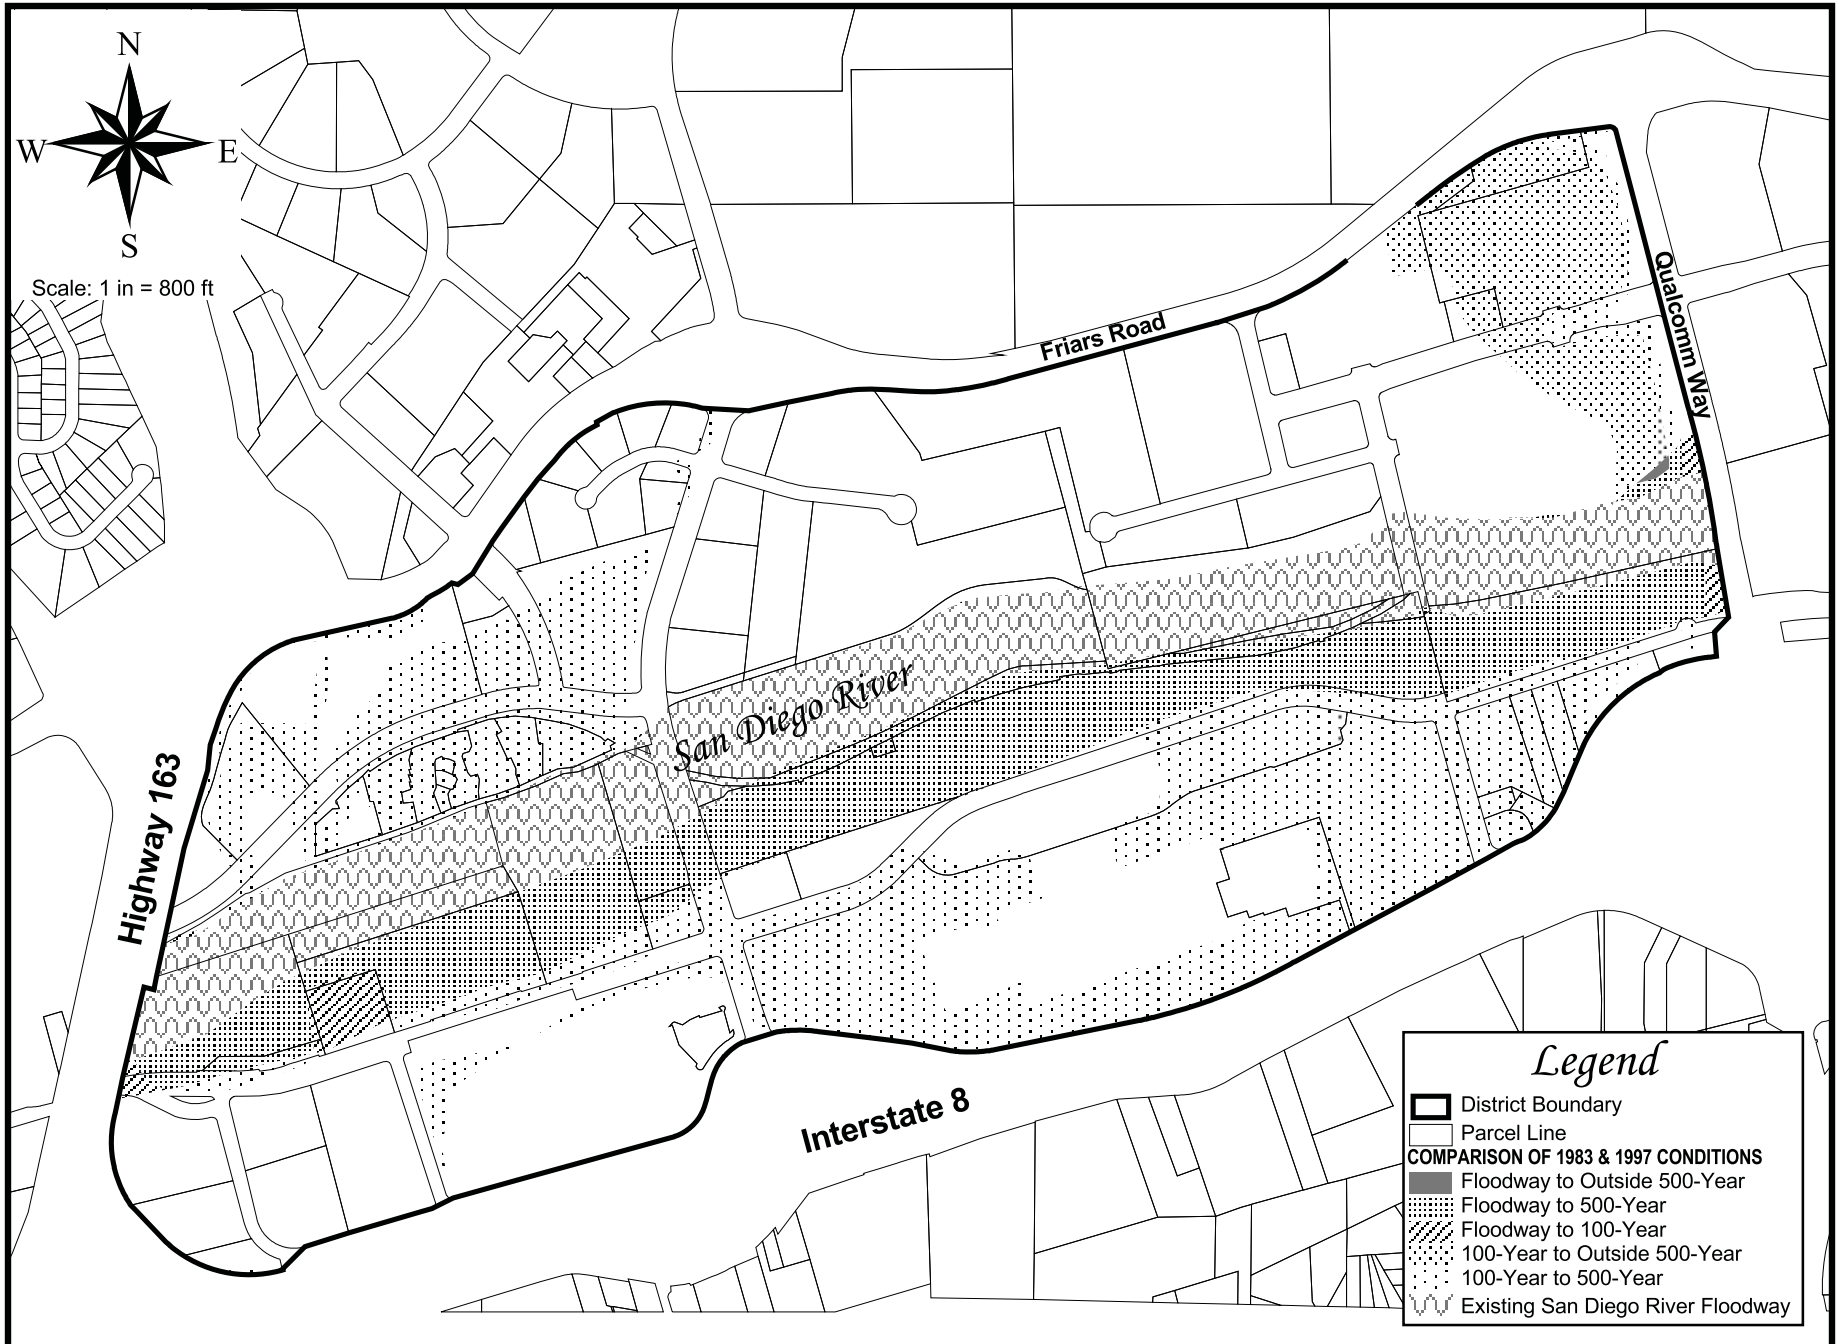 N
W E
S
Scale: 1 in = 800 ft
Friars Road
Qualcomm Way
San Diego River
Highway 163
Interstate 8
Legend
District Boundary
Parcel Line
COMPARISON OF 1983 & 1997 CONDITIONS
Floodway to Outside 500-Year
Floodway to 500-Year
Floodway to 100-Year
100-Year to Outside 500-Year
100-Year to 500-Year
Existing San Diego River Floodway